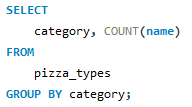 SELECT
category, COUNT(name)
FROM
pizza_types
GROUP BY category;